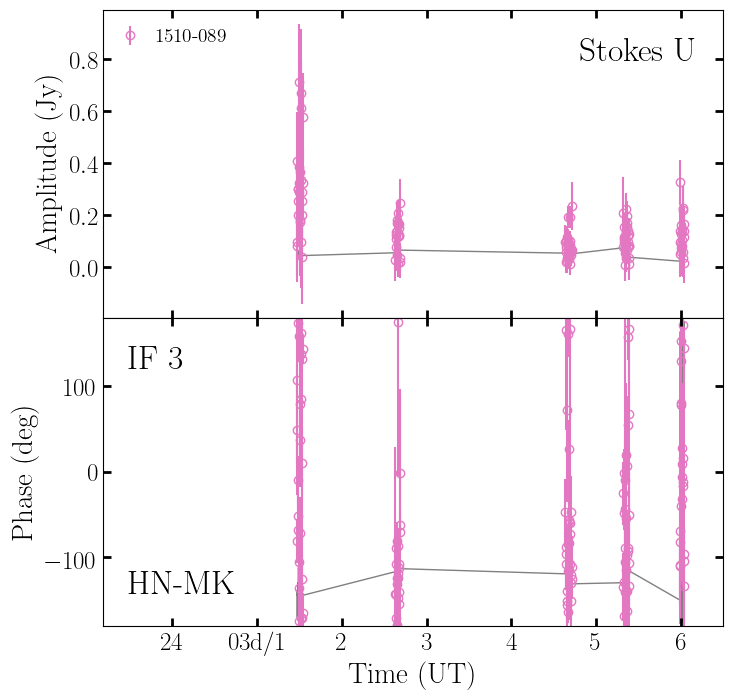 1510-089
Stokes U
0.8
0.6
0.4
0.2
0.0
Amplitude (Jy)
IF 3
100
0
−100
Phase (deg)
HN-MK
24 03d/1 2 3 4 5 6
Time (UT)